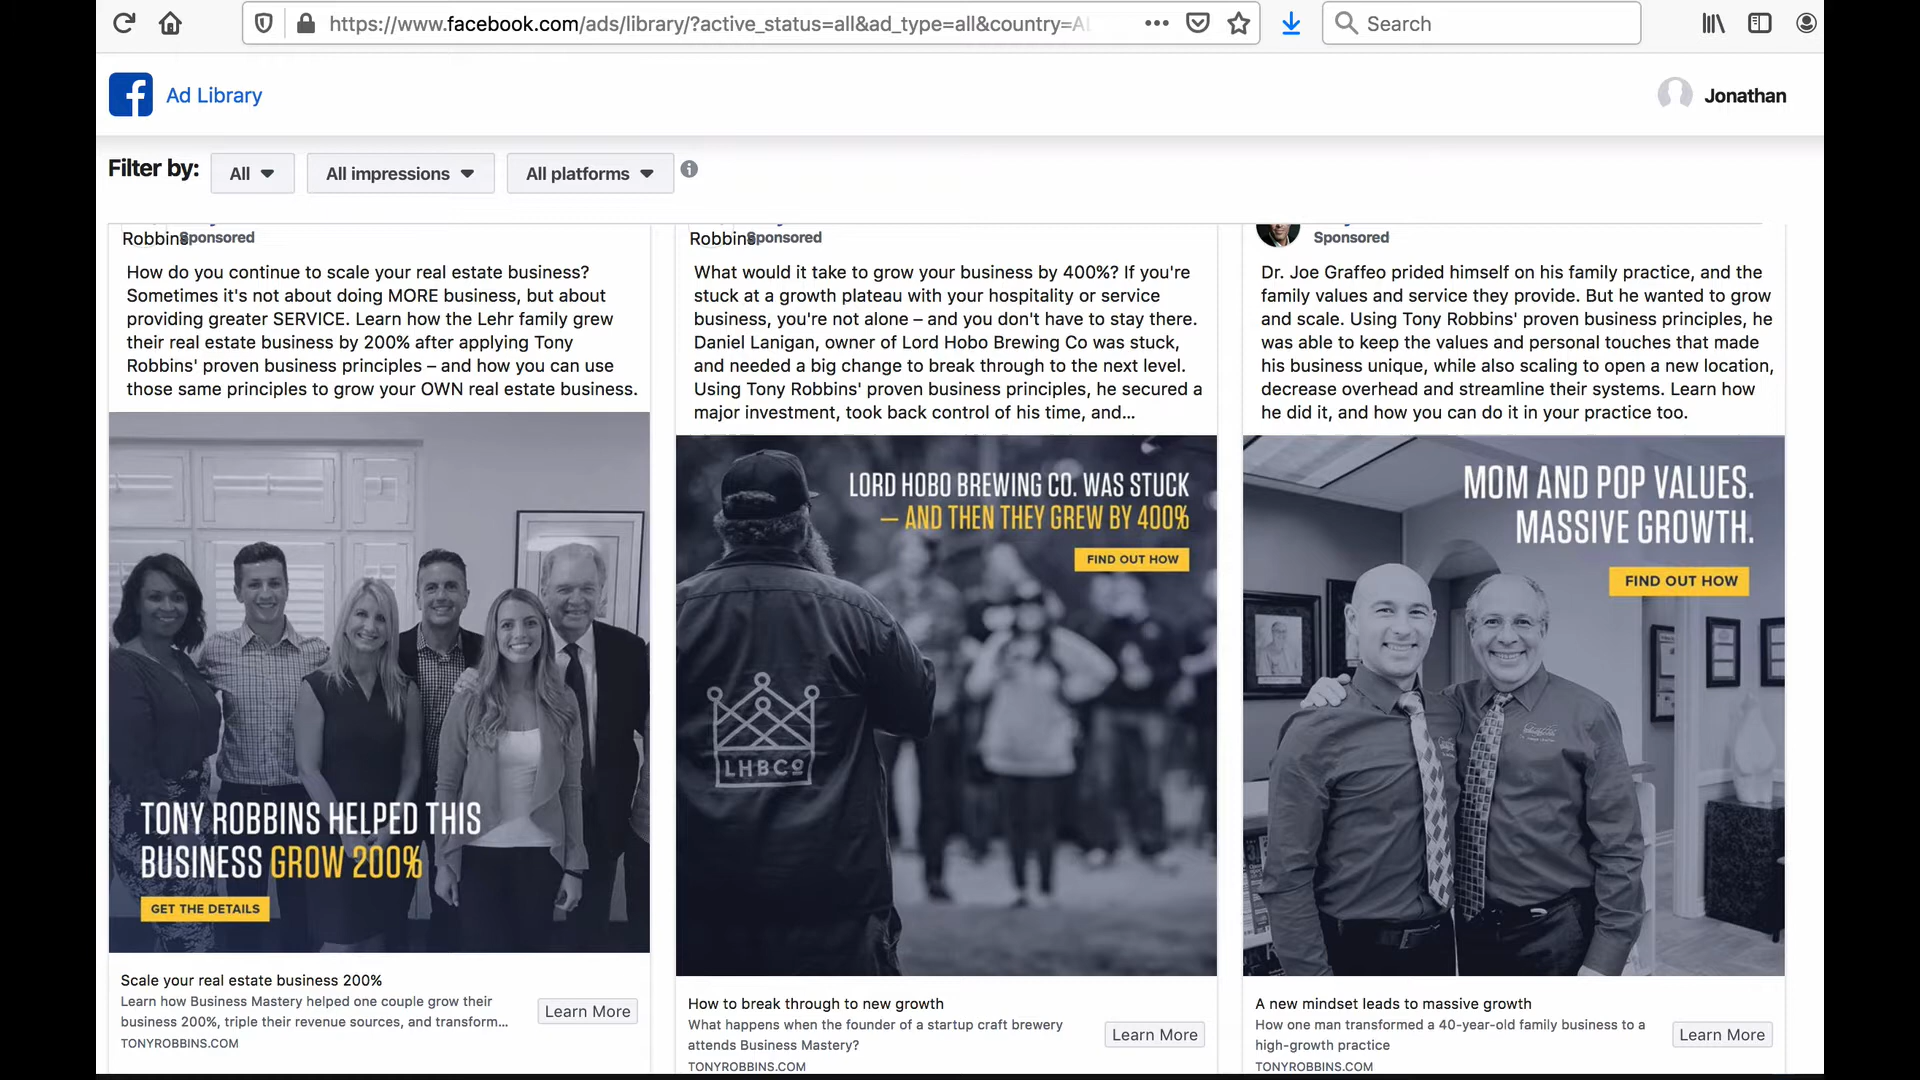 https://www.facebook.com/ads/library/?active_status=all&ad_type=all&country=A
Search
Ad Library
Jonathan
Filter by:
All
All impressions
All platforms
Robbins
Sponsored
How do you continue to scale your real estate business?
Sometimes it's not about doing MORE business, but about
providing greater SERVICE. Learn how the Lehr family grew
their real estate business by 200% after applying Tony
Robbins' proven business principles – and how you can use
those same principles to grow your OWN real estate business.
TONY ROBBINS HELPED THIS
BUSINESS GROW 200%
GET THE DETAILS
Scale your real estate business 200%
Learn how Business Mastery helped one couple grow their
business 200%, triple their revenue sources, and transform...
TONYROBBINS.COM
Learn More
Robbins
Sponsored
What would it take to grow your business by 400%? If you're
stuck at a growth plateau with your hospitality or service
business, you're not alone – and you don't have to stay there.
Daniel Lanigan, owner of Lord Hobo Brewing Co was stuck,
and needed a big change to break through to the next level.
Using Tony Robbins' proven business principles, he secured a
major investment, took back control of his time, and...
LORD HOBO BREWING CO. WAS STUCK
— AND THEN THEY GREW BY 400%
FIND OUT HOW
LHBCo
How to break through to new growth
What happens when the founder of a startup craft brewery
attends Business Mastery?
TONYROBBINS.COM
Learn More
Sponsored
Dr. Joe Graffeo prided himself on his family practice, and the
family values and service they provide. But he wanted to grow
and scale. Using Tony Robbins' proven business principles, he
was able to keep the values and personal touches that made
his business unique, while also scaling to open a new location,
decrease overhead and streamline their systems. Learn how
he did it, and how you can do it in your practice too.
MOM AND POP VALUES.
MASSIVE GROWTH.
FIND OUT HOW
A new mindset leads to massive growth
How one man transformed a 40-year-old family business to a
high-growth practice
TONYROBBINS.COM
Learn More